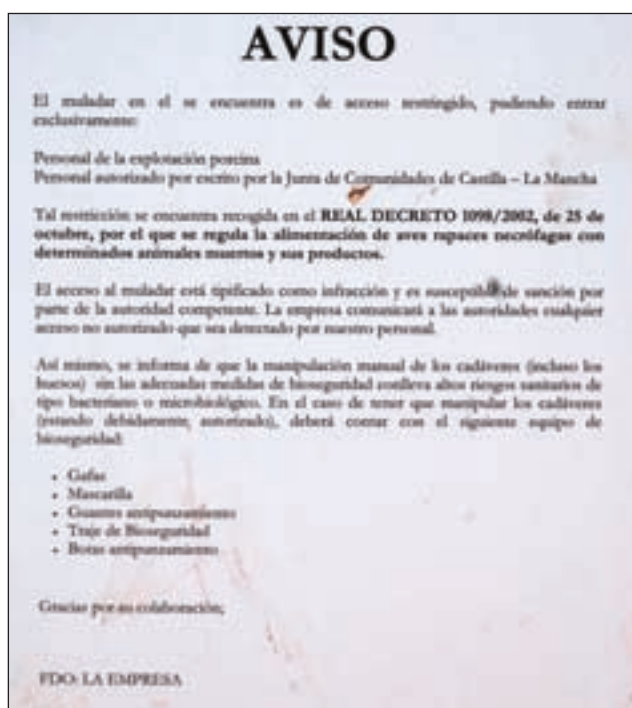 AVISO
El muladar en el se encuentra es de acceso restringido, pudiendo entrar
exclusivamente:
Personal de la explotación porcina
Personal autorizado por escrito por la Junta de Comunidades de Castilla – La Mancha
Tal restricción se encuentra recogida en el REAL DECRETO 1098/2002, de 25 de
octubre, por el que se regula la alimentación de aves rapaces necrófagas con
determinados animales muertos y sus productos.
El acceso al muladar está tipificado como infracción y es susceptible de sanción por
parte de la autoridad competente. La empresa comunicará a las autoridades cualquier
acceso no autorizado que sea detectado por nuestro personal.
Así mismo, se informa de que la manipulación manual de los cadáveres (incluso los
huesos) sin las adecuadas medidas de bioseguridad conlleva altos riesgos sanitarios de
tipo bacteriano o microbiológico. En el caso de tener que manipular los cadáveres
(estando debidamente, autorizado), deberá contar con el siguiente equipo de
bioseguridad:
• Gafas
• Mascarilla
• Guantes antipunzamiento
• Traje de Bioseguridad
• Botas antipunzamiento
Gracias por su colaboración;
FDO: LA EMPRESA